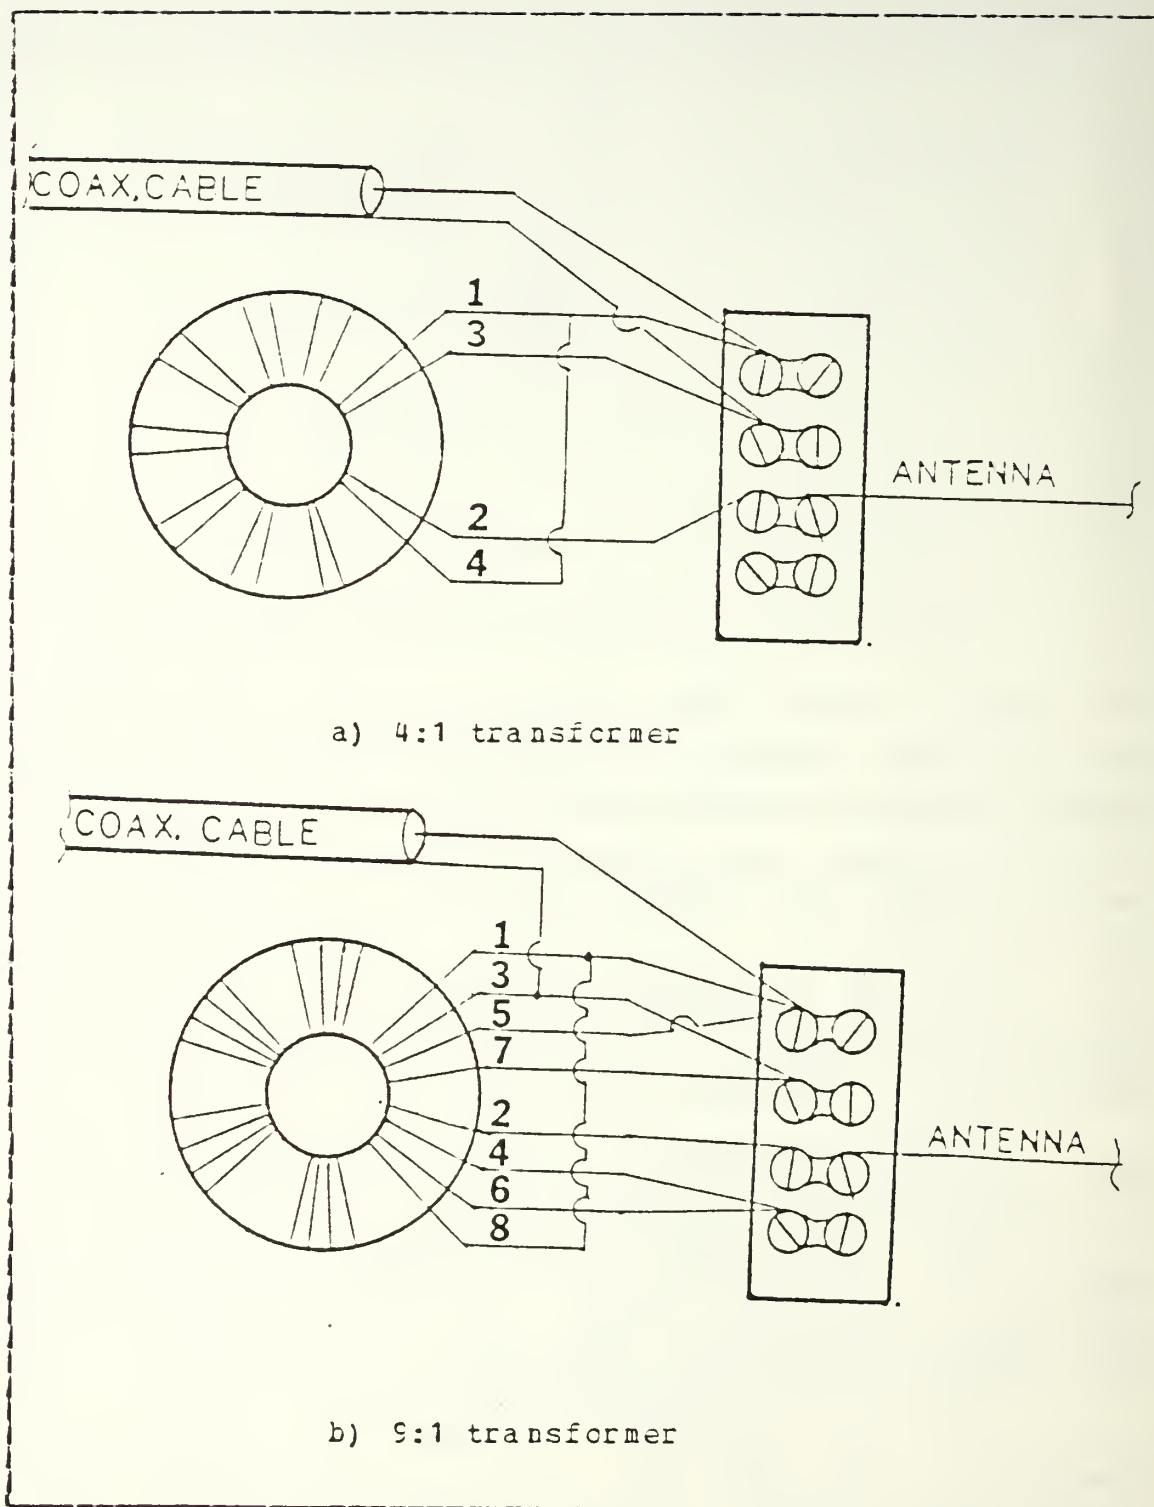 COAX, CABLE
1
3
ANTENNA
2
4
a) 4:1 transformer
COAX. CABLE
1
3
5
7
2
ANTENNA
4
6
8
b) 9:1 transformer